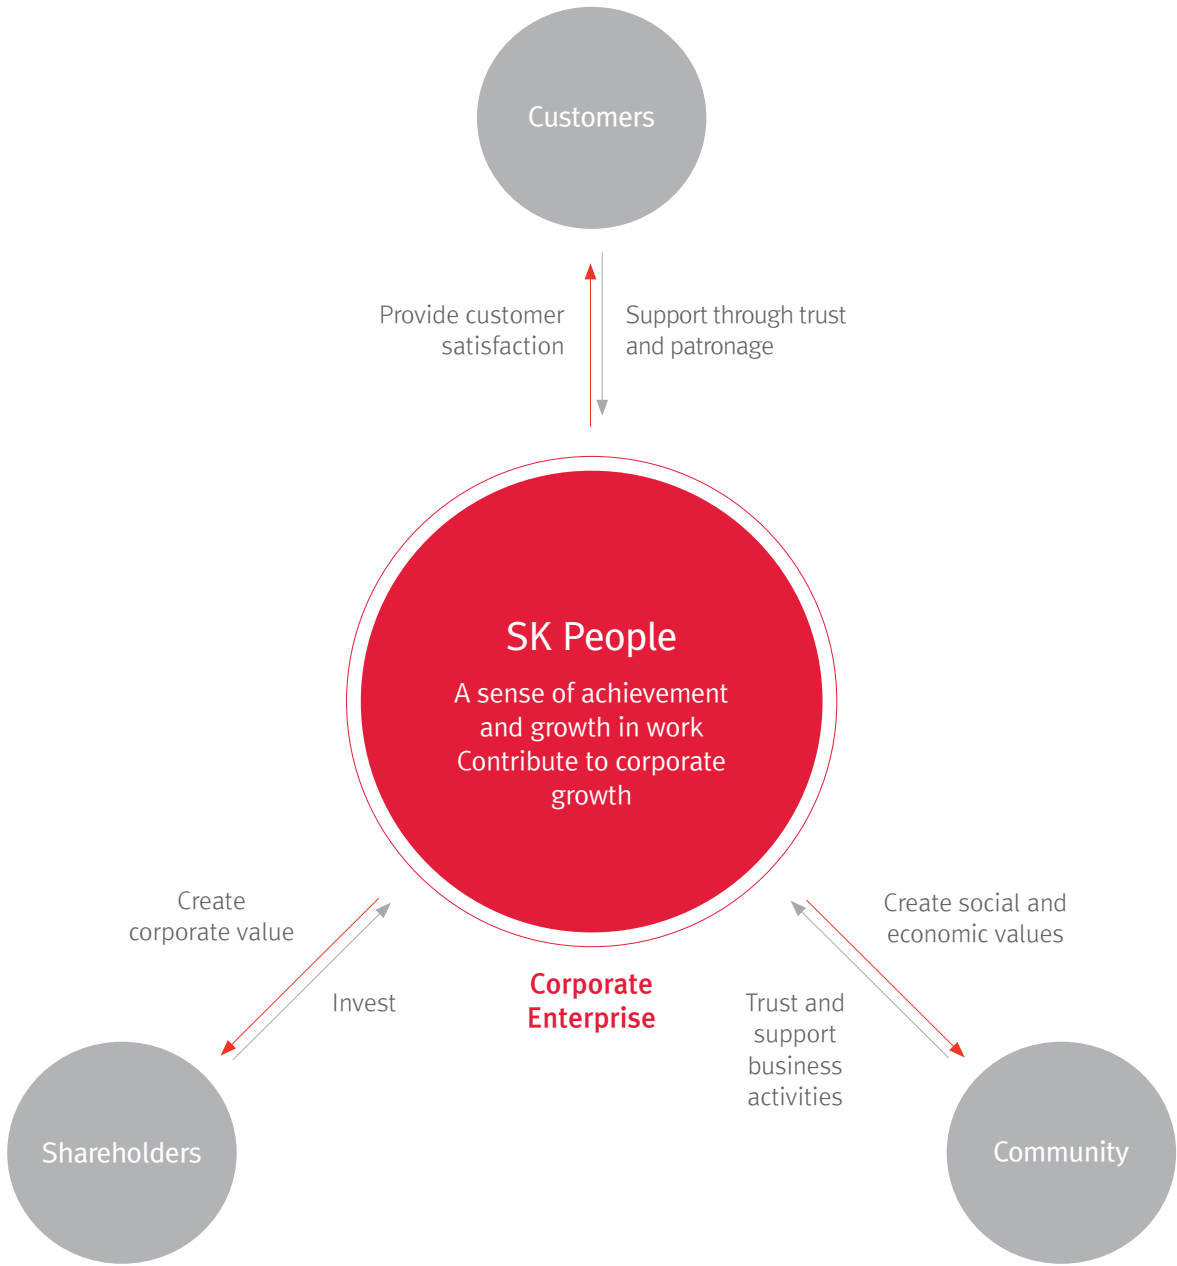 Customers
Provide customer
satisfaction
Support through trust
and patronage
SK People
A sense of achievement
and growth in work
Contribute to corporate
growth
Create
corporate value
Invest
Corporate
Enterprise
Create social and
economic values
Trust and
support
business
activities
Shareholders
Community